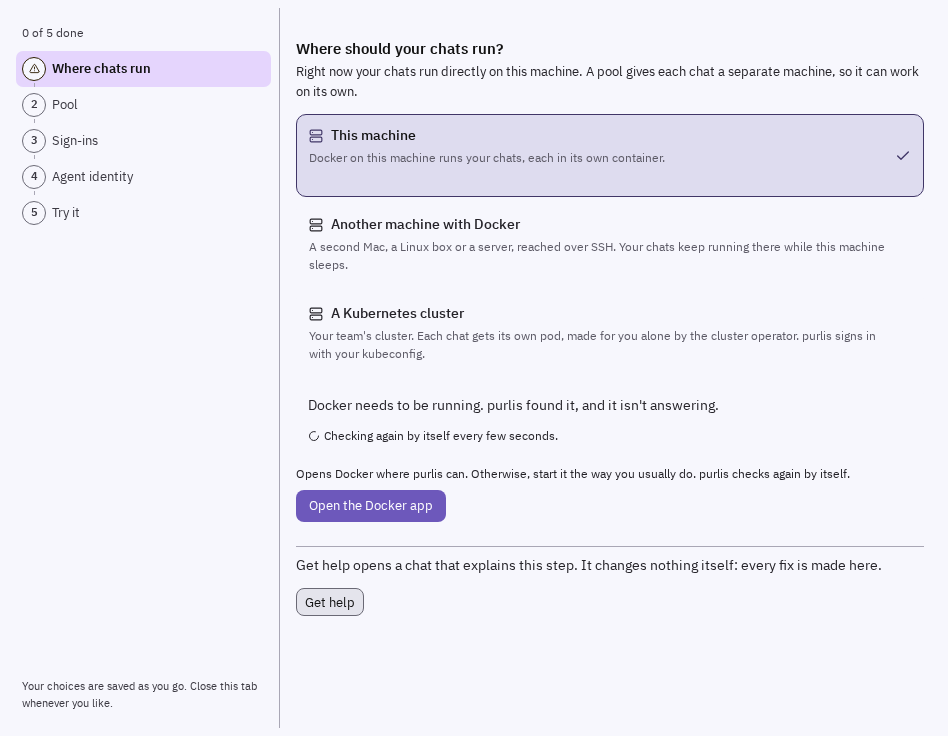 0 of 5 done
Where chats run
2 Pool
3 Sign-ins
4 Agent identity
5 Try it
Your choices are saved as you go. Close this tab
whenever you like.
Where should your chats run?
Right now your chats run directly on this machine. A pool gives each chat a separate machine, so it can work
on its own.
This machine
Docker on this machine runs your chats, each in its own container.
Another machine with Docker
A second Mac, a Linux box or a server, reached over SSH. Your chats keep running there while this machine
sleeps.
A Kubernetes cluster
Your team's cluster. Each chat gets its own pod, made for you alone by the cluster operator. purlis signs in
with your kubeconfig.
Docker needs to be running. purlis found it, and it isn't answering.
Checking again by itself every few seconds.
Opens Docker where purlis can. Otherwise, start it the way you usually do. purlis checks again by itself.
Open the Docker app
Get help opens a chat that explains this step. It changes nothing itself: every fix is made here.
Get help